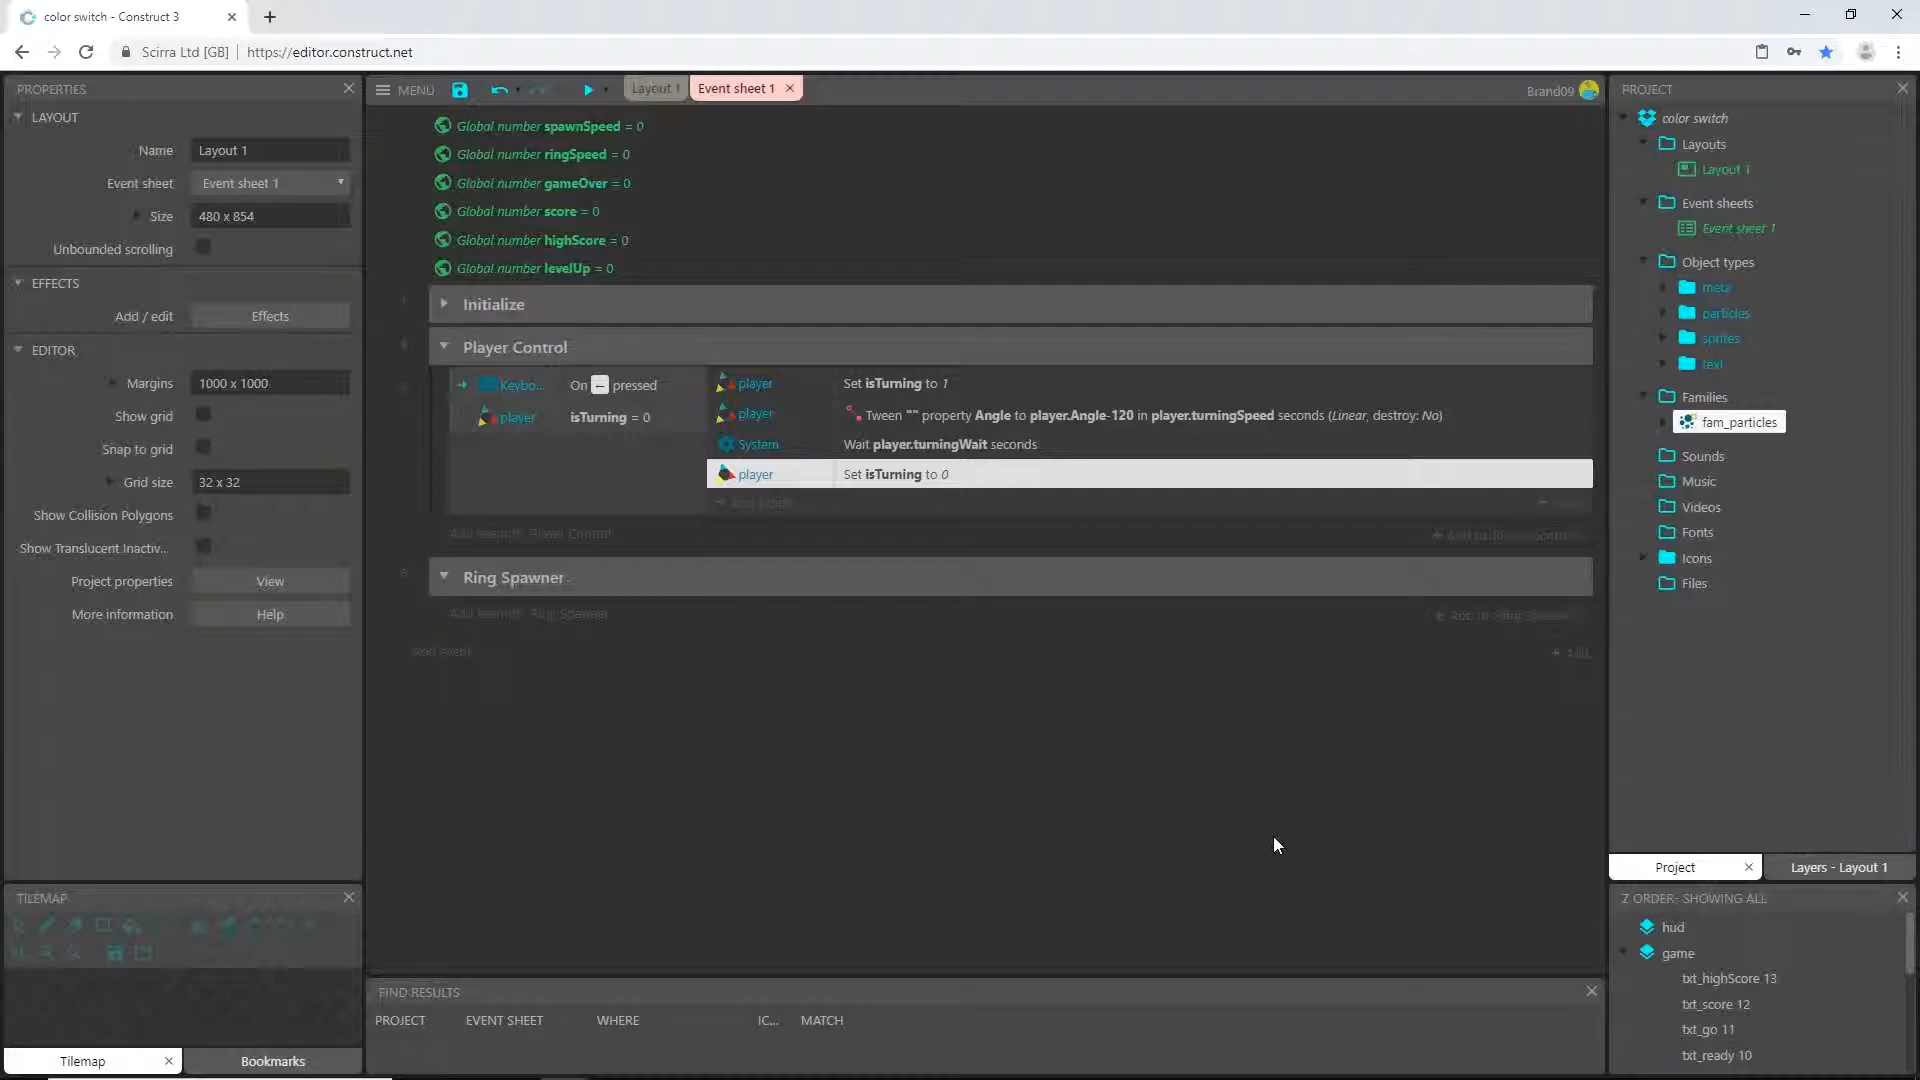 color switch - Construct 3
Scirra Ltd [GB] https://editor.construct.net
PROPERTIES
LAYOUT
Name Layout 1
Event sheet Event sheet 1
Size 480 x 854
Unbounded scrolling
EFFECTS
Add / edit Effects
EDITOR
Margins 1000 x 1000
Show grid
Snap to grid
Grid size 32 x 32
Show Collision Polygons
Show Translucent Inactiv...
Project properties View
More information Help
TILEMAP
Tilemap Bookmarks
MENU Layout 1 Event sheet 1 Brand09
Global number spawnSpeed = 0
Global number ringSpeed = 0
Global number gameOver = 0
Global number score = 0
Global number highScore = 0
Global number levelUp = 0
Initialize
Player Control
Keybo... On ← pressed
player isTurning = 0
player Set isTurning to 1
player Tween "" property Angle to player.Angle-120 in player.turningSpeed seconds (Linear, destroy: No)
System Wait player.turningWait seconds
player Set isTurning to 0
Ring Spawner
Add event
FIND RESULTS
PROJECT EVENT SHEET WHERE IC... MATCH
PROJECT
color switch
Layouts
Layout 1
Event sheets
Event sheet 1
Object types
meta
particles
sprites
text
Families
fam_particles
Sounds
Music
Videos
Fonts
Icons
Files
Project Layers - Layout 1
Z ORDER- SHOWING ALL
hud
game
txt_highScore 13
txt_score 12
txt_go 11
txt_ready 10